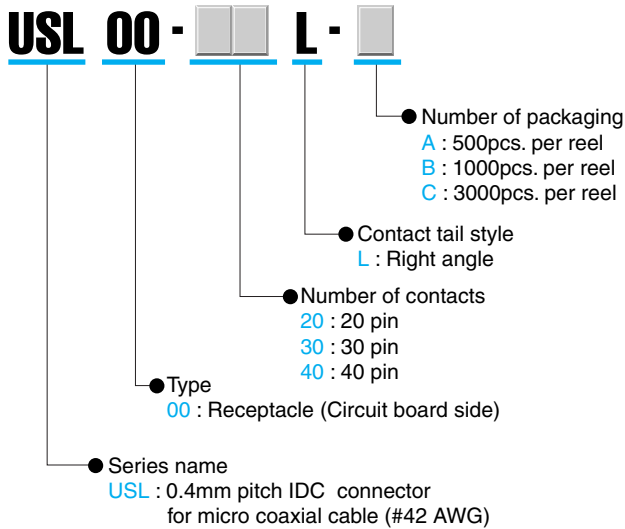 USL 00 - L -
Number of packaging
A : 500pcs. per reel
B : 1000pcs. per reel
C : 3000pcs. per reel
Contact tail style
L : Right angle
Number of contacts
20 : 20 pin
30 : 30 pin
40 : 40 pin
Type
00 : Receptacle (Circuit board side)
Series name
USL : 0.4mm pitch IDC connector
for micro coaxial cable (#42 AWG)